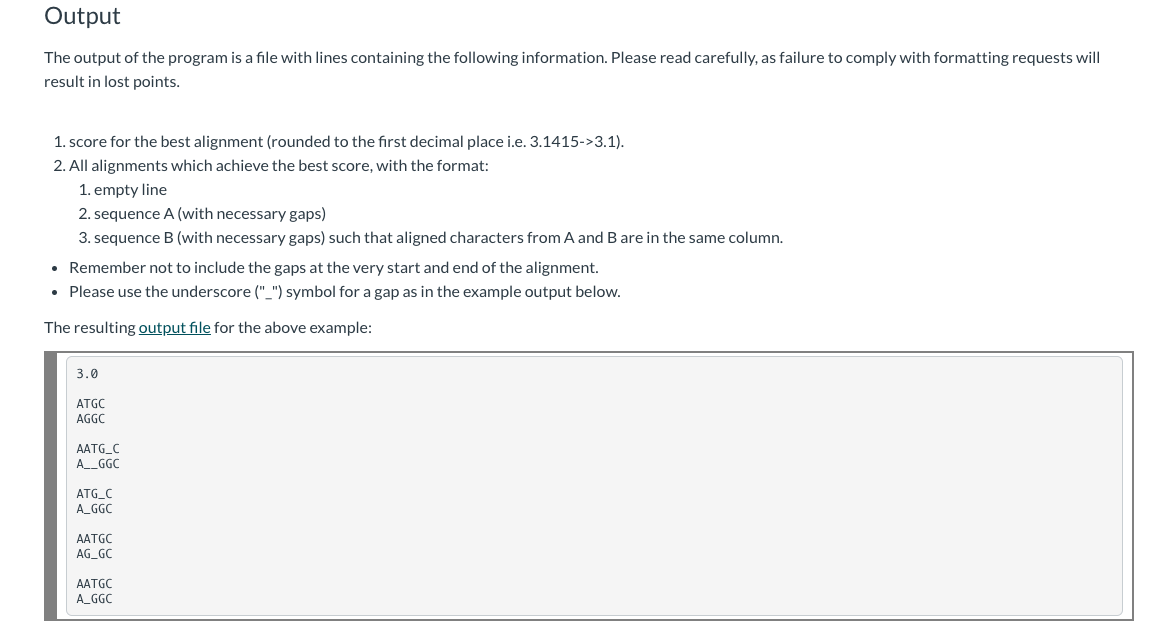 Output
The output of the program is a file with lines containing the following information. Please read carefully, as failure to comply with formatting requests will
result in lost points.
1. score for the best alignment (rounded to the first decimal place i.e. 3.1415->3.1).
2. All alignments which achieve the best score, with the format:
1. empty line
2. sequence A (with necessary gaps)
3. sequence B (with necessary gaps) such that aligned characters from A and B are in the same column.
• Remember not to include the gaps at the very start and end of the alignment.
• Please use the underscore ("_") symbol for a gap as in the example output below.
The resulting output file for the above example:
3.0
ATGC
AGGC
AATG_C
A__GGC
ATG_C
A_GGC
AATGC
AG_GC
AATGC
A_GGC